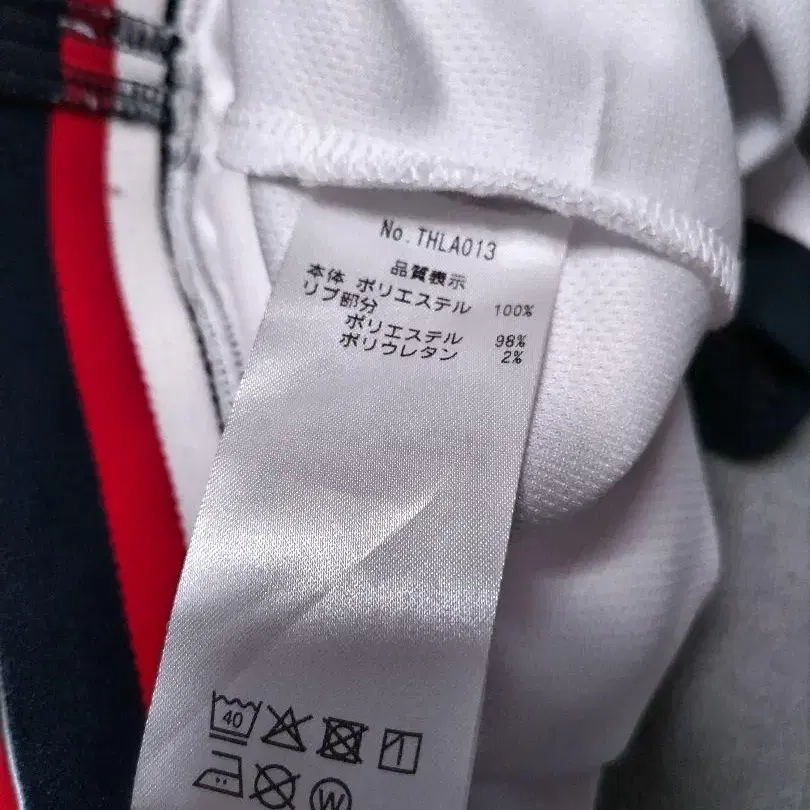 No.THLA013
品質表示
本体 ポリエステル 100%
リブ部分
ポリエステル 98%
ポリウレタン 2%
40
W